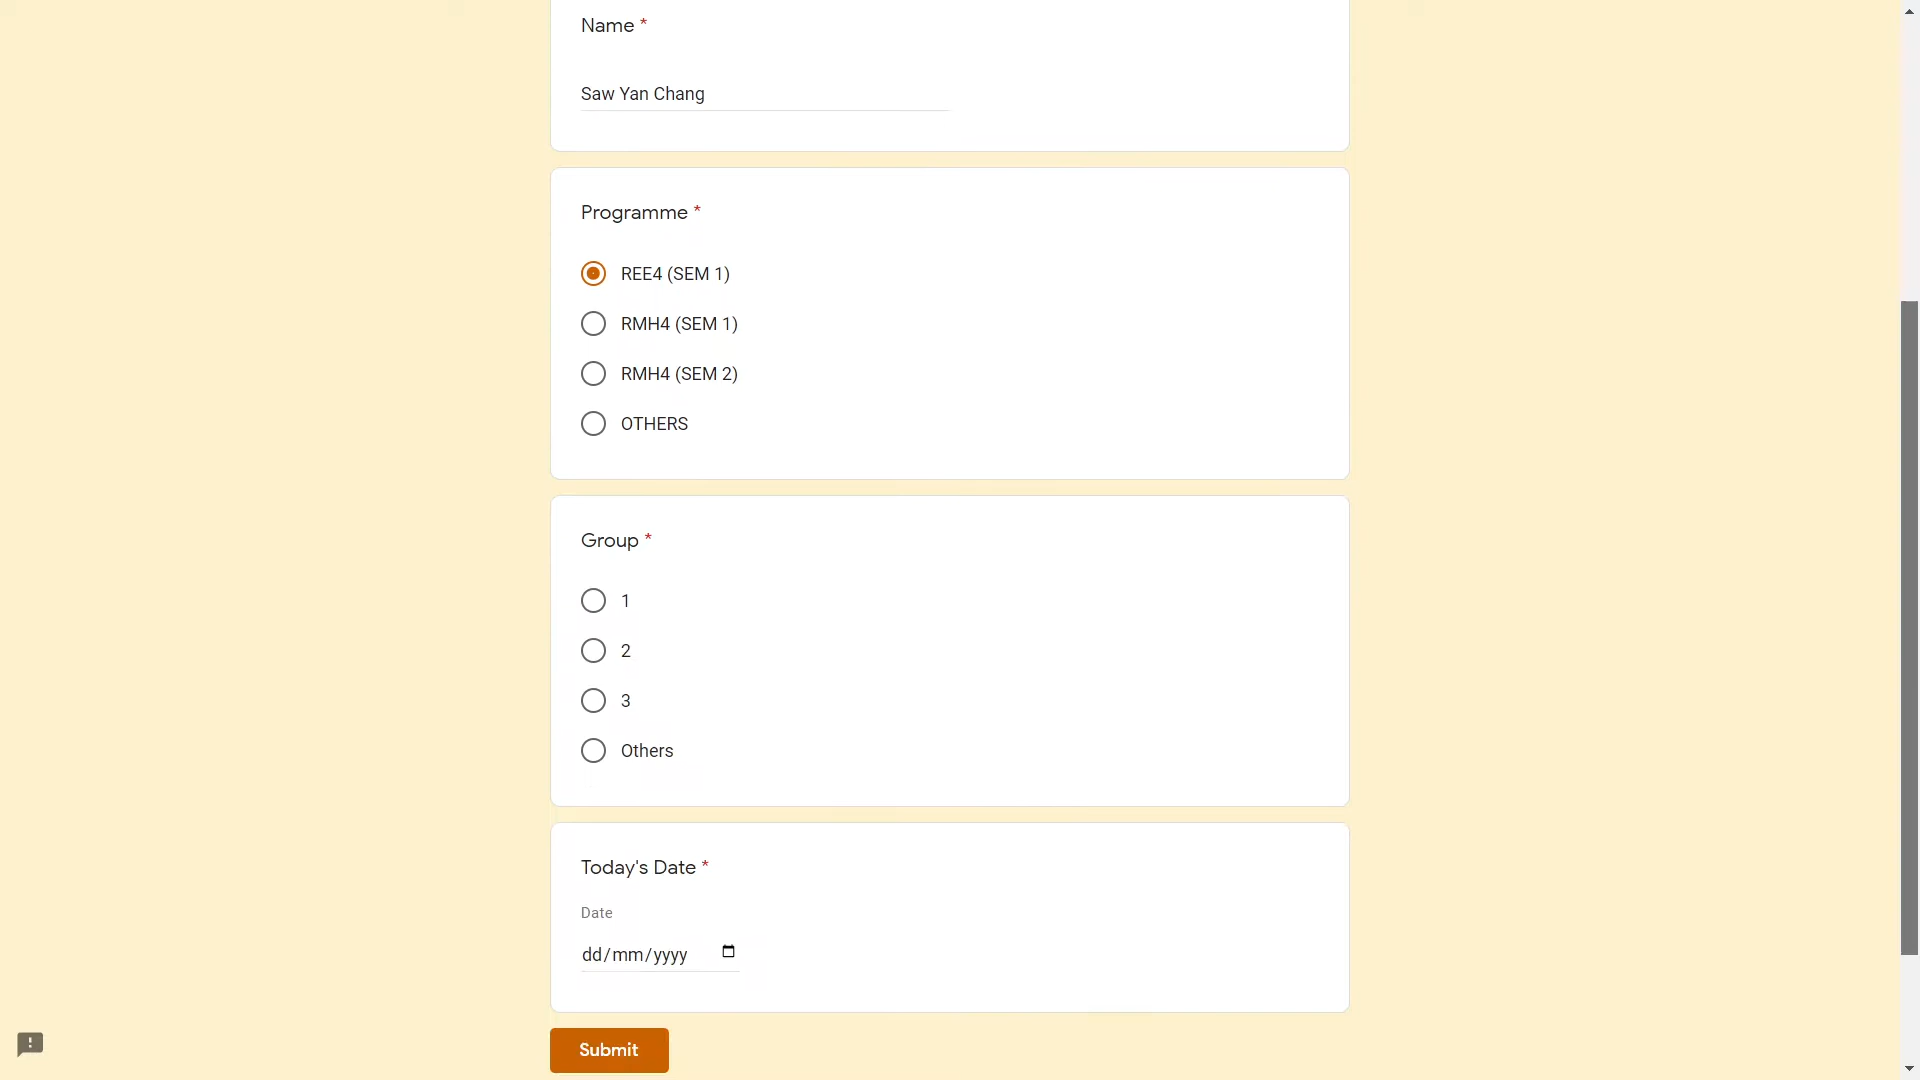 Name *
Saw Yan Chang
Programme *
REE4 (SEM 1)
RMH4 (SEM 1)
RMH4 (SEM 2)
OTHERS
Group *
1
2
3
Others
Today's Date *
Date
dd/mm/yyyy
Submit